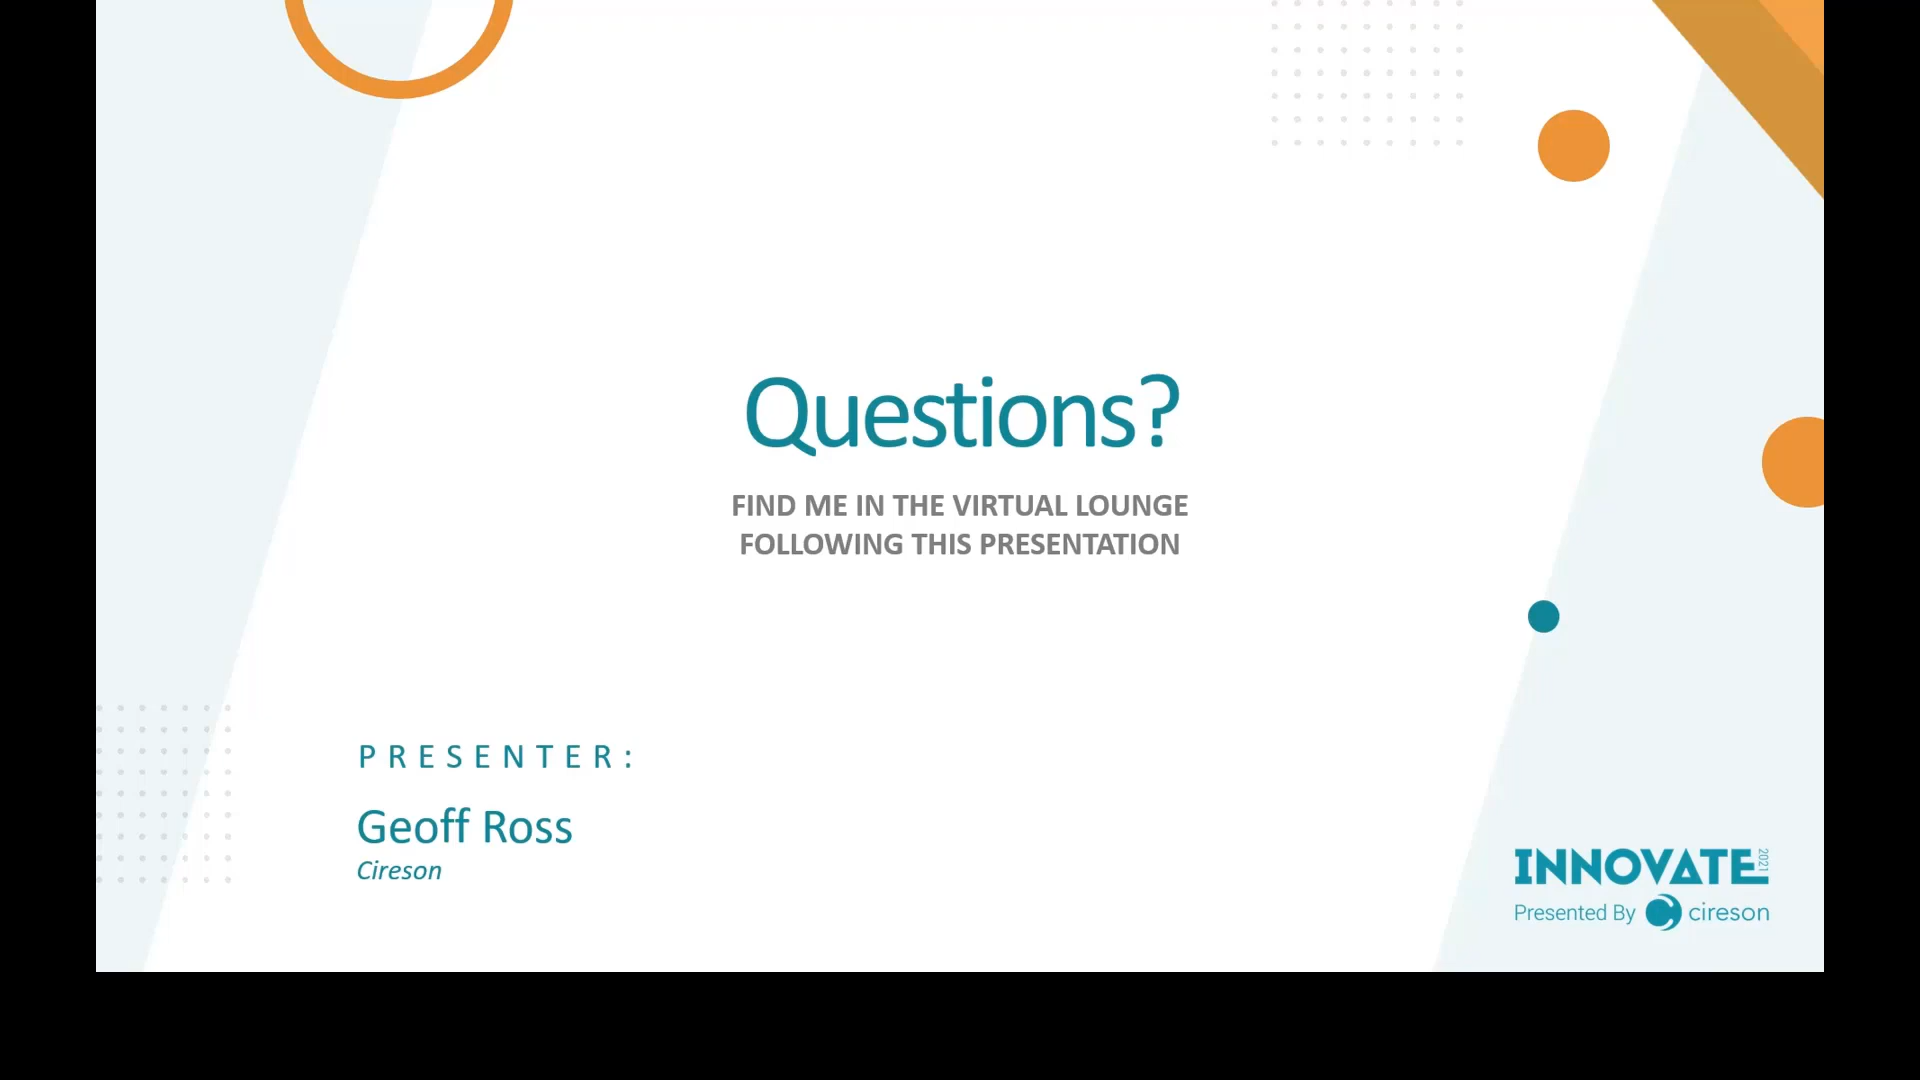 Questions?
FIND ME IN THE VIRTUAL LOUNGE
FOLLOWING THIS PRESENTATION
PRESENTER:
Geoff Ross
Cireson
INNOVATE 2021
Presented By cireson